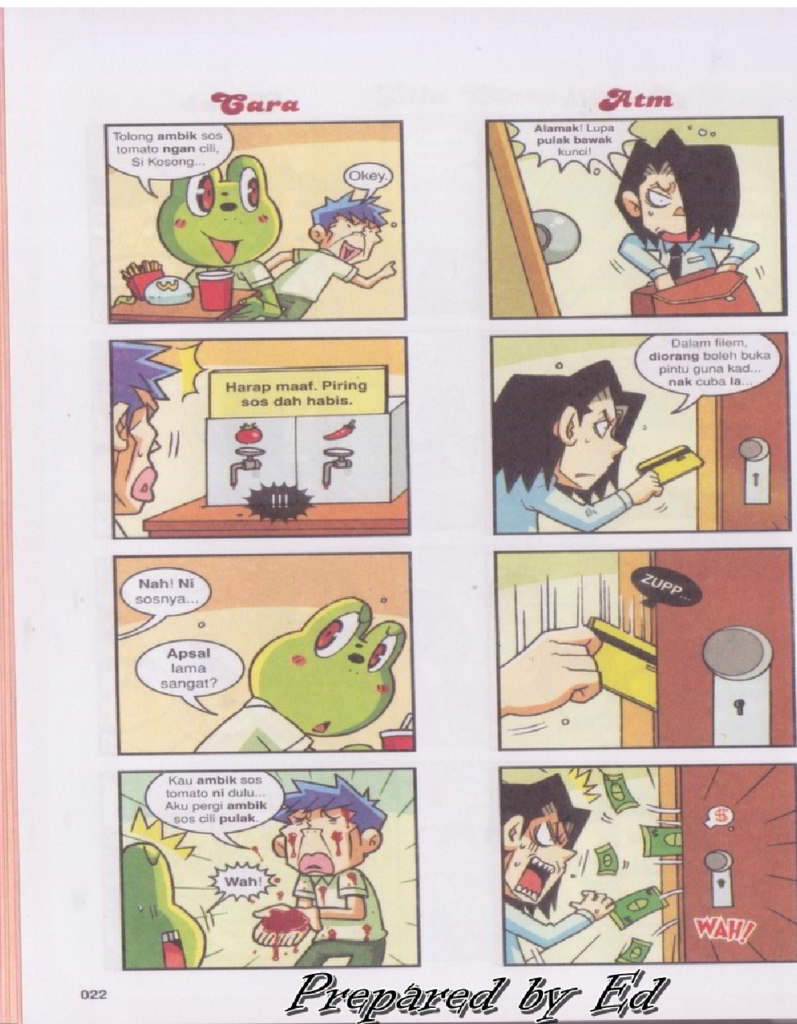 Cara
Tolong ambik sos
tomato ngan cili,
Si Kosong...
Okey.
Harap maaf. Piring
sos dah habis.
!!!
Nah! Ni
sosnya...
Apsal
lama
sangat?
Kau ambik sos
tomato ni dulu...
Aku pergi ambik
sos cili pulak.
Wah!
Atm
Alamak! Lupa
pulak bawak
kunci!
Dalam filem,
diorang boleh buka
pintu guna kad...
nak cuba la...
ZUPP...
$
WAH!
022
Prepared by Ed